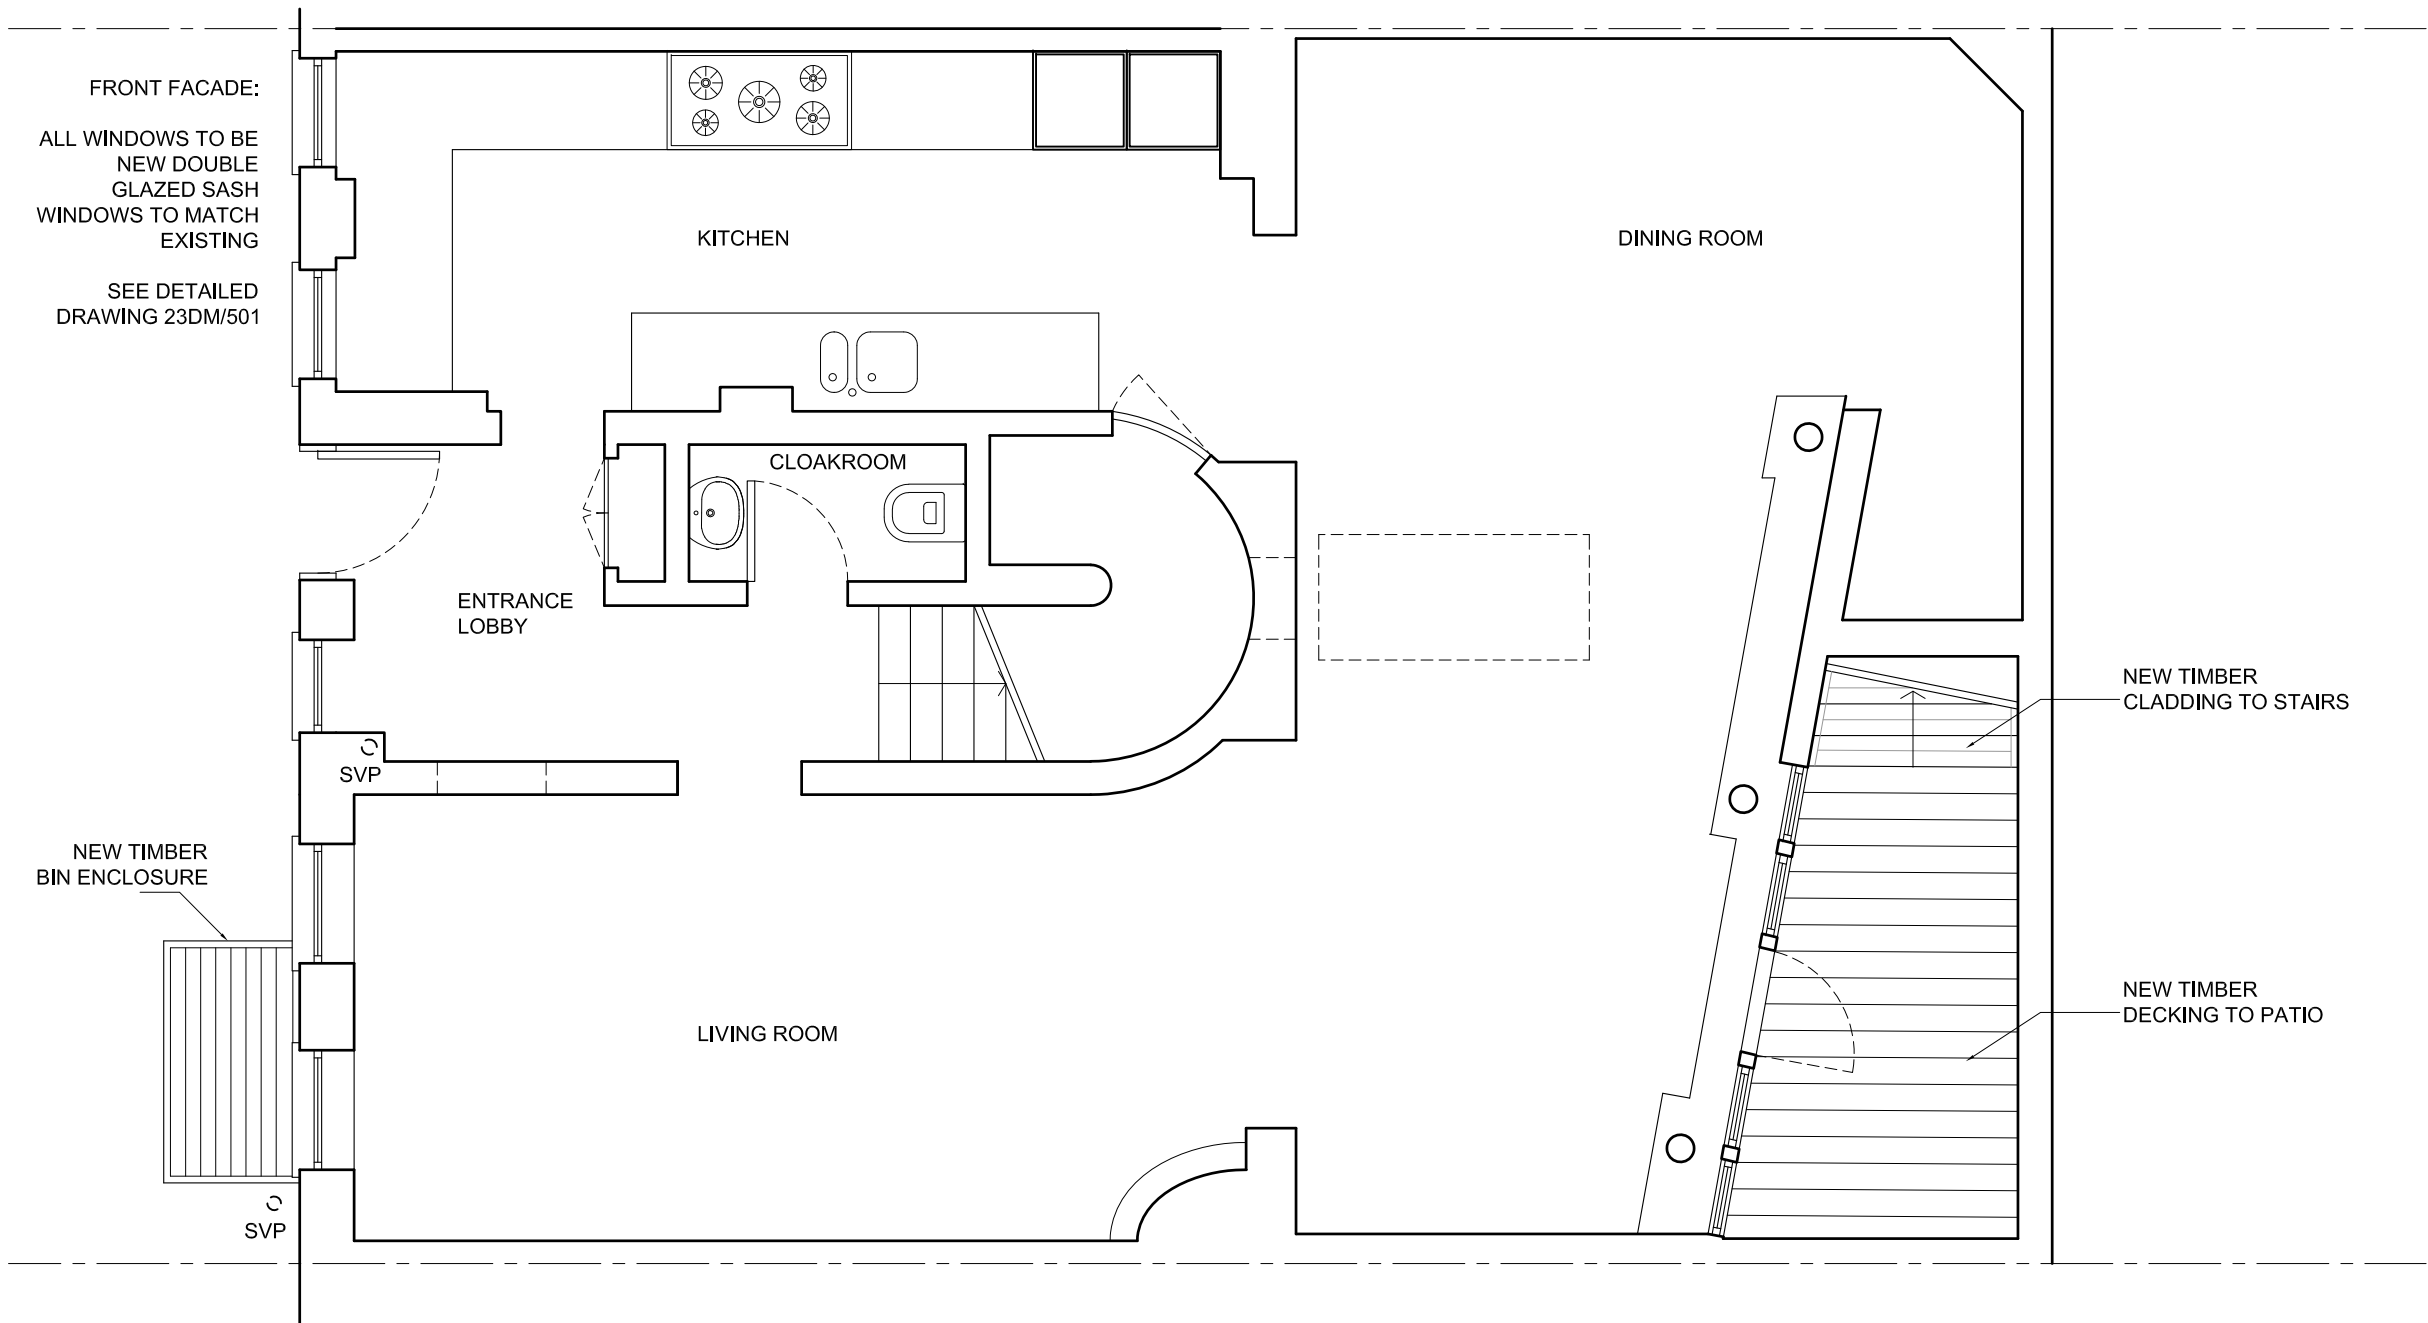 FRONT FACADE:
ALL WINDOWS TO BE
NEW DOUBLE
GLAZED SASH
WINDOWS TO MATCH
EXISTING
SEE DETAILED
DRAWING 23DM/501
KITCHEN
DINING ROOM
CLOAKROOM
ENTRANCE
LOBBY
NEW TIMBER
CLADDING TO STAIRS
SVP
NEW TIMBER
BIN ENCLOSURE
LIVING ROOM
NEW TIMBER
DECKING TO PATIO
SVP